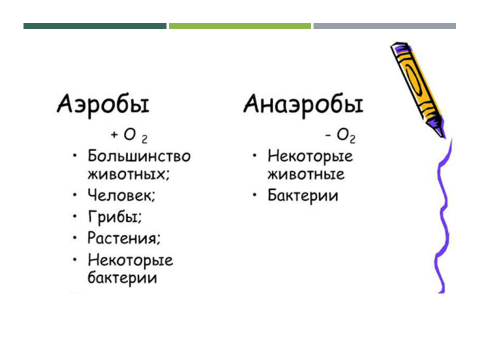 Аэробы
+ О 2
• Большинство
животных;
• Человек;
• Грибы;
• Растения;
• Некоторые
бактерии
Анаэробы
- О2
• Некоторые
животные
• Бактерии